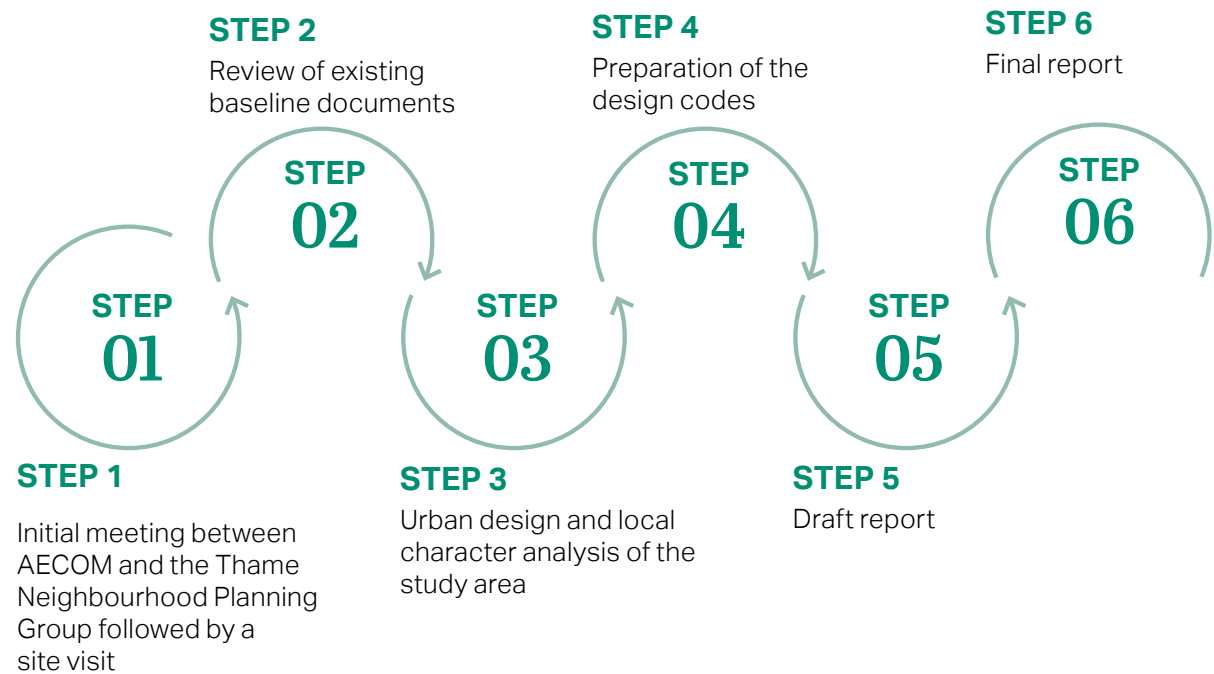 STEP 2
Review of existing
baseline documents
STEP 4
Preparation of the
design codes
STEP 6
Final report
STEP
02
STEP
04
STEP
06
STEP
01
STEP
03
STEP
05
STEP 1
Initial meeting between
AECOM and the Thame
Neighbourhood Planning
Group followed by a
site visit
STEP 3
Urban design and local
character analysis of the
study area
STEP 5
Draft report